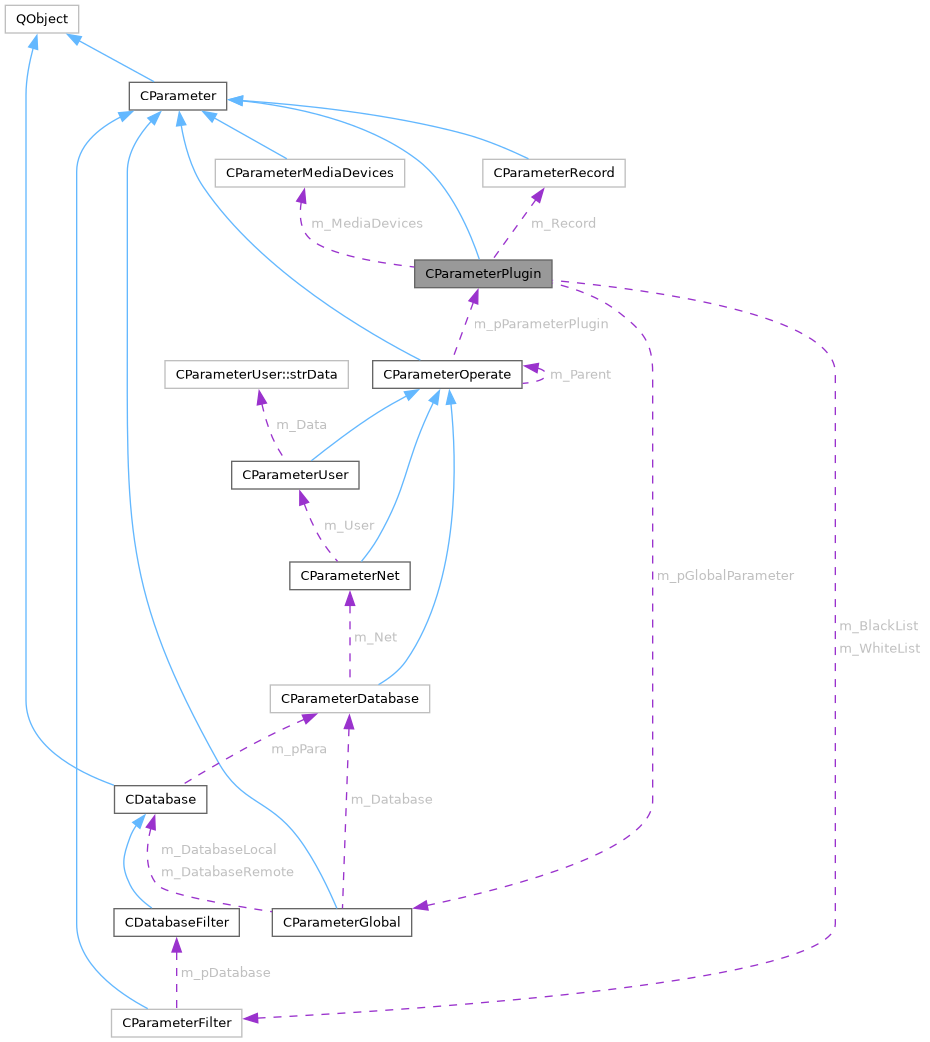 QObject
CParameter
CParameterMediaDevices
CParameterRecord
m_MediaDevices
m_Record
CParameterPlugin
m_pParameterPlugin
CParameterUser::strData
CParameterOperate
m_Parent
m_Data
CParameterUser
m_User
CParameterNet
m_pGlobalParameter
m_BlackList
m_WhiteList
m_Net
CParameterDatabase
m_pPara
CDatabase
m_Database
m_DatabaseLocal
m_DatabaseRemote
CDatabaseFilter
CParameterGlobal
m_pDatabase
CParameterFilter